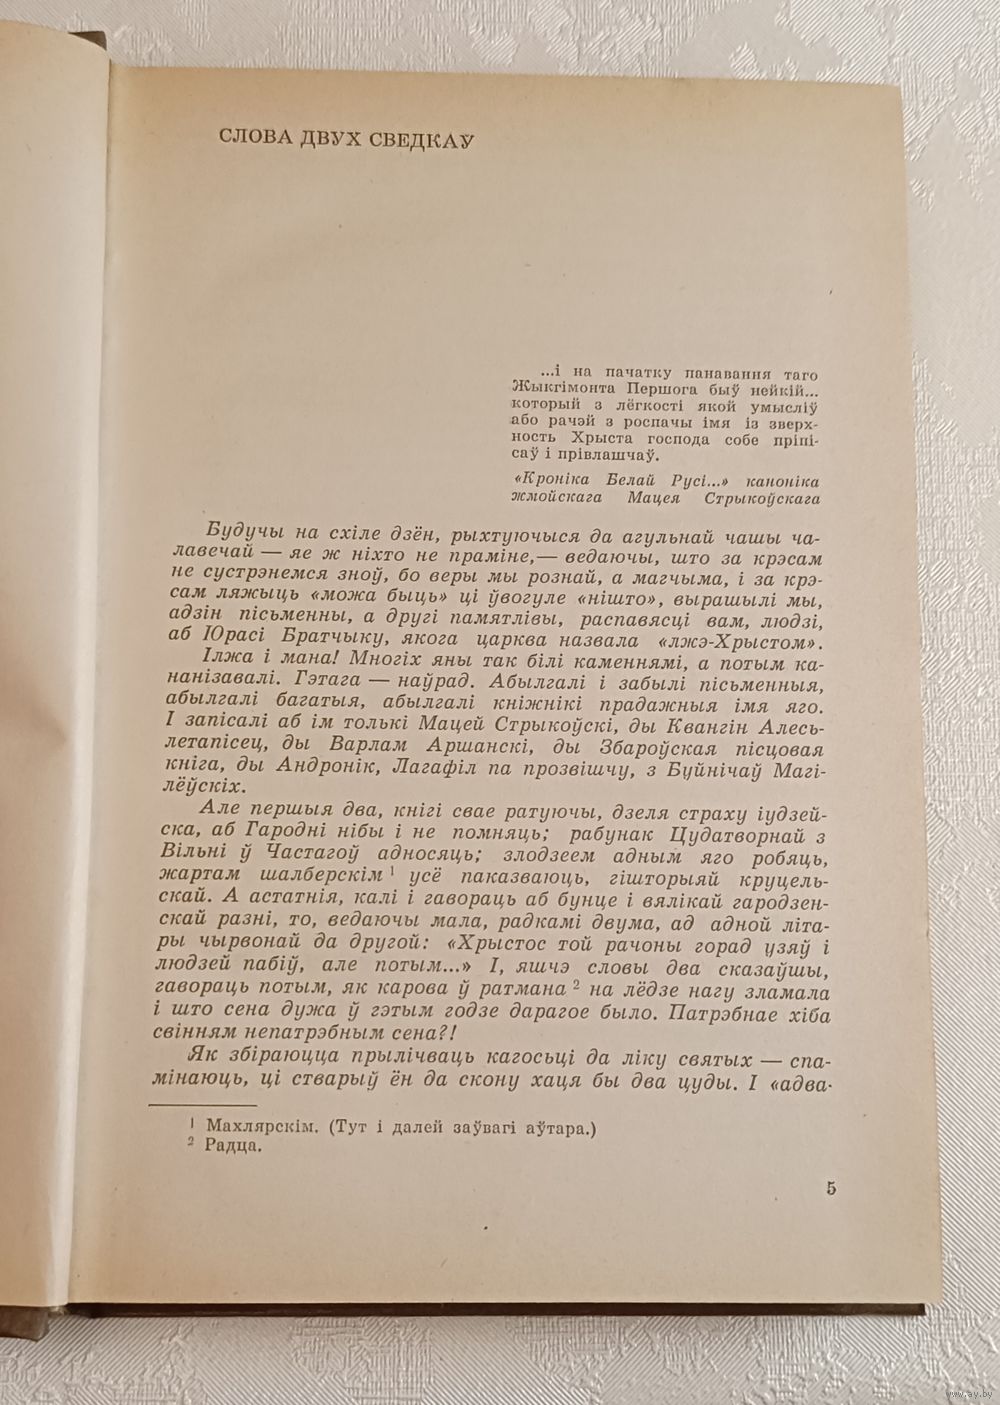 СЛОВА ДВУХ СВЕДКАЎ
...і на пачатку панавання таго
Жыкгімонта Першога быў нейкій...
который з лёгкості якой умысліў
або рачэй з роспачы імя із зверх-
ность Хрыста господа собе прiпi-
саў і прівлашчаў.
«Кроніка Белай Русі...» каноніка
жмойскага Мацея Стрыкоўскага
Будучы на схіле дзён, рыхтуючыся да агульнай чашы ча-
лавечай — яе ж ніхто не праміне,— ведаючы, што за крэсам
не сустрэнемся зноў, бо веры мы рознай, а магчыма, і за крэ-
сам ляжыць «можа быць» ці ўвогуле «нішто», вырашылі мы,
адзін пісьменны, а другі памятлівы, распавясці вам, людзі,
аб Юрасі Братчыку, якога царква назвала «лжэ-Хрыстом».
Ілжа і мана! Многіх яны так білі каменнямі, а потым ка-
нанізавалі. Гэтага — наўрад. Абылгалі і забылі пісьменныя,
абылгалі багатыя, абылгалі кніжнікі прадажныя імя яго.
І запісалі аб ім толькі Мацей Стрыкоўскі, ды Квангін Алесь-
летапісец, ды Варлам Аршанскі, ды Збароўская пісцовая
кніга, ды Андронік, Лагафіл па прозвішчу, з Буйнічаў Магі-
лёўскіх.
Але першыя два, кнігі свае ратуючы, дзеля страху іудзей-
ска, аб Гародні нібы і не помняць; рабунак Цудатворнай з
Вільні ў Частагоў адносяць; злодзеем адным яго робяць,
жартам шалберскім 1 усё паказваюць, гішторыяй круцель-
скай. А астатнія, калі і гавораць аб бунце і вялікай гародзен-
скай разні, то, ведаючы мала, радкамі двума, ад адной літа-
ры чырвонай да другой: «Хрыстос той рачоны горад узяў і
людзей пабіў, але потым...» І, яшчэ словы два сказаўшы,
гавораць потым, як карова ў ратмана 2 на лёдзе нагу зламала
і што сена дужа ў гэтым годзе дарагое было. Патрэбнае хіба
свінням непатрэбным сена?!
Як збіраюцца прылічваць кагосьці да ліку святых — спа-
мінаюць, ці стварыў ён да скону хаця бы два цуды. І «адва-
1 Махлярскім. (Тут і далей заўвагі аўтара.)
2 Радца.
5
www.ay.by